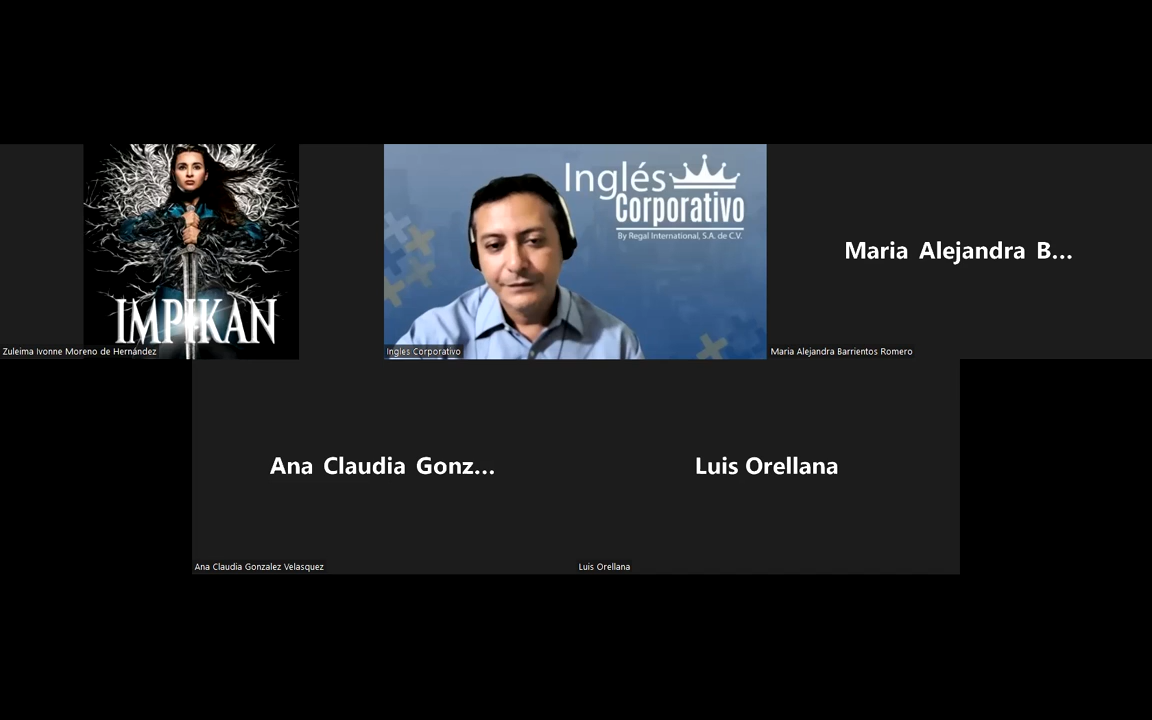 IMPIKAN
Zuleima Ivonne Moreno de Hernández
Inglés
Corporativo
By Regal International, S.A. de C.V.
Inglés Corporativo
Maria Alejandra B...
Maria Alejandra Barrientos Romero
Ana Claudia Gonz...
Ana Claudia Gonzalez Velasquez
Luis Orellana
Luis Orellana